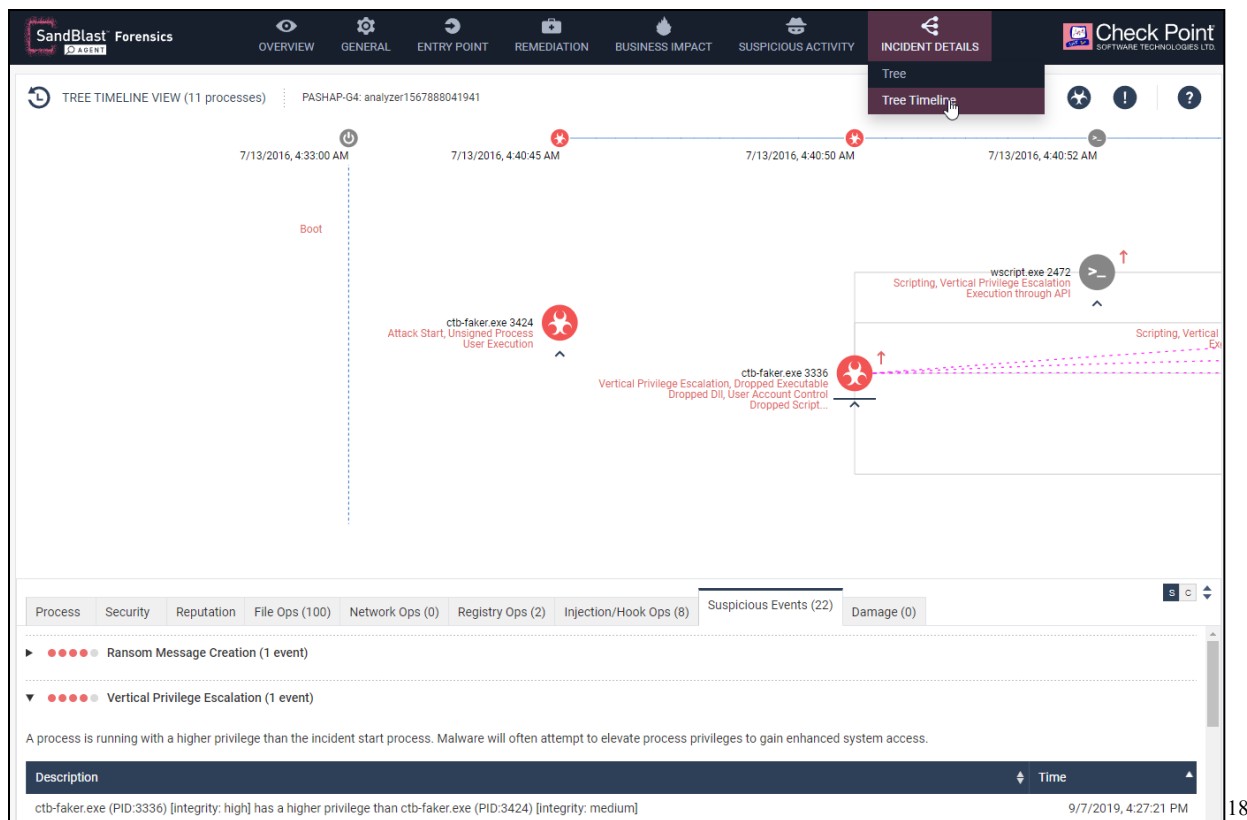 SandBlast Forensics
AGENT
OVERVIEW
GENERAL
ENTRY POINT
REMEDIATION
BUSINESS IMPACT
SUSPICIOUS ACTIVITY
INCIDENT DETAILS
Check Point
SOFTWARE TECHNOLOGIES LTD.
Tree
Tree Timeline
TREE TIMELINE VIEW (11 processes)
PASHAP-G4: analyzer1567888041941
7/13/2016, 4:33:00 AM
7/13/2016, 4:40:45 AM
7/13/2016, 4:40:50 AM
7/13/2016, 4:40:52 AM
Boot
wscript.exe 2472
Scripting, Vertical Privilege Escalation
Execution through API
ctb-faker.exe 3424
Attack Start, Unsigned Process
User Execution
Scripting, Vertical
ctb-faker.exe 3336
Vertical Privilege Escalation, Dropped Executable
Dropped Dll, User Account Control
Dropped Script...
Process
Security
Reputation
File Ops (100)
Network Ops (0)
Registry Ops (2)
Injection/Hook Ops (8)
Suspicious Events (22)
Damage (0)
S C
Ransom Message Creation (1 event)
Vertical Privilege Escalation (1 event)
A process is running with a higher privilege than the incident start process. Malware will often attempt to elevate process privileges to gain enhanced system access.
Description
Time
ctb-faker.exe (PID:3336) [integrity: high] has a higher privilege than ctb-faker.exe (PID:3424) [integrity: medium]
9/7/2019, 4:27:21 PM
18